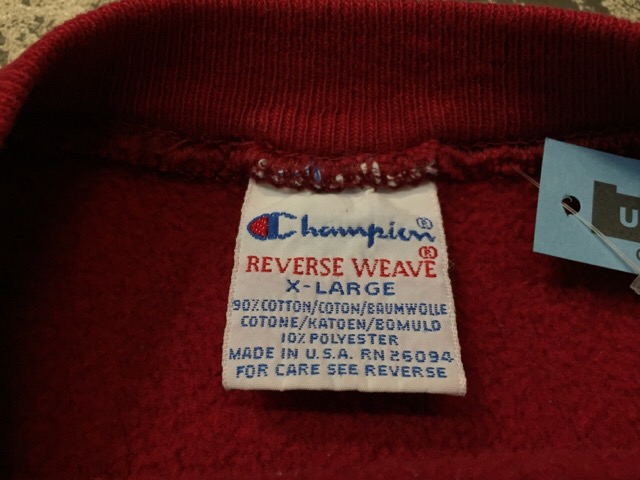 Champion®
REVERSE WEAVE®
X-LARGE
90% COTTON/COTON/BAUMWOLLE
COTONE/KATOEN/BOMULD
10% POLYESTER
MADE IN U.S.A. RN 26094
FOR CARE SEE REVERSE